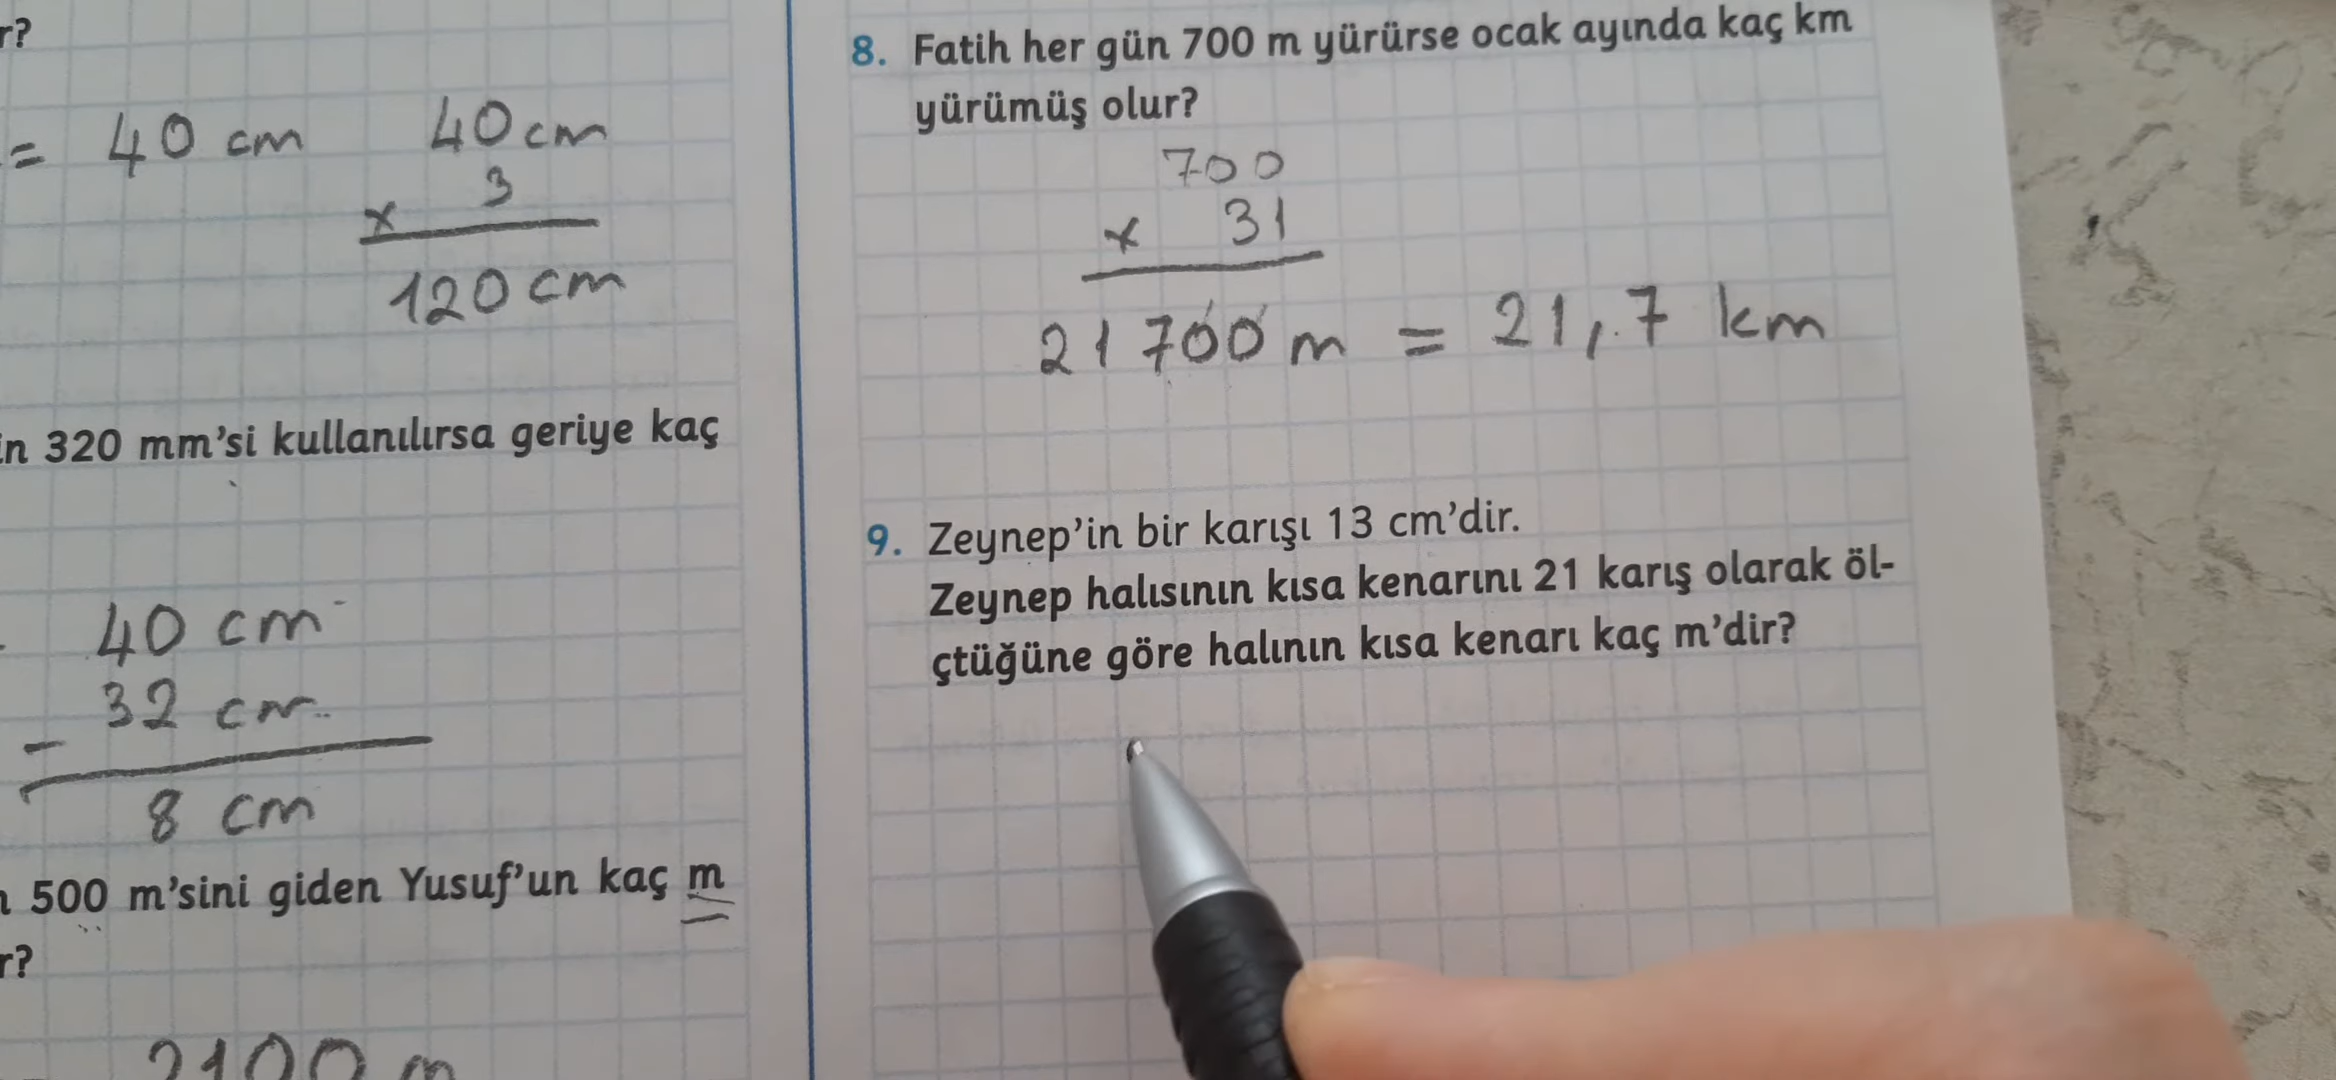 r?
= 40 cm
40 cm
x 3
120 cm
in 320 mm'si kullanılırsa geriye kaç
40 cm
- 32 cm
8 cm
500 m'sini giden Yusuf'un kaç m
r?
2100 m
8. Fatih her gün 700 m yürürse ocak ayında kaç km
yürümüş olur?
700
x 31
21700 m = 21,7 km
9. Zeynep'in bir karışı 13 cm'dir.
Zeynep halısının kısa kenarını 21 karış olarak öl-
çtüğüne göre halının kısa kenarı kaç m'dir?